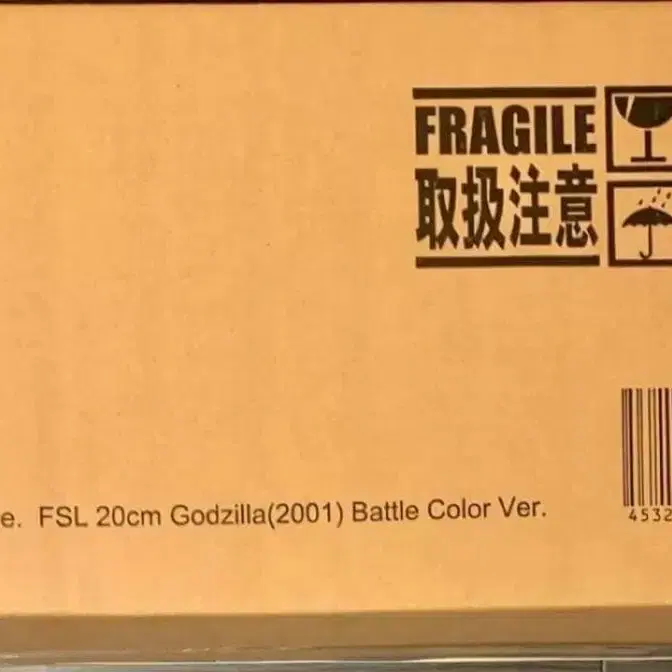 FRAGILE
取扱注意
e. FSL 20cm Godzilla(2001) Battle Color Ver.
4532